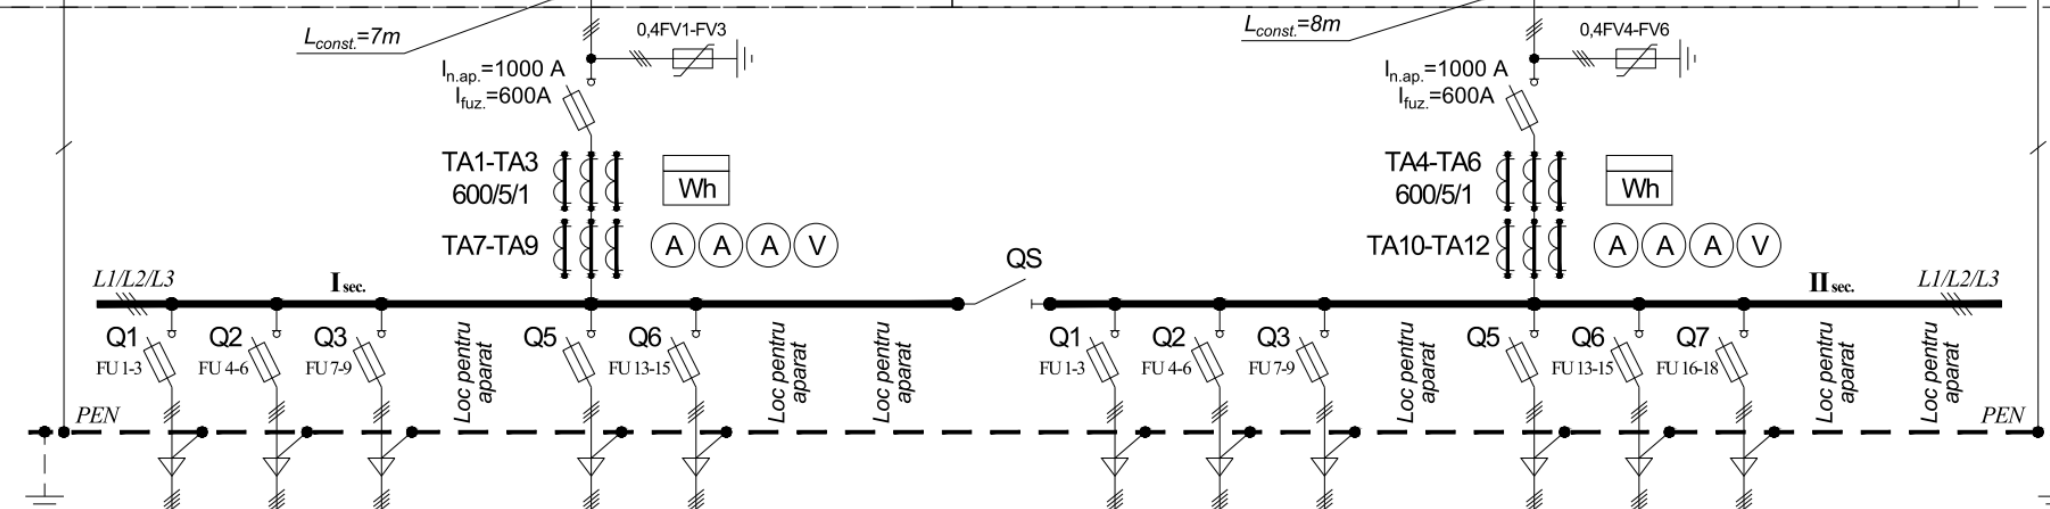 Lconst.=7m
0,4FV1-FV3
In.ap.=1000 A
Ifuz.=600A
TA1-TA3
600/5/1
Wh
TA7-TA9
A A A V
L1/L2/L3
I sec.
QS
Q1
FU 1-3
Q2
FU 4-6
Q3
FU 7-9
Loc pentru
aparat
Q5
Q6
FU 13-15
Loc pentru
aparat
Loc pentru
aparat
PEN
Lconst.=8m
0,4FV4-FV6
In.ap.=1000 A
Ifuz.=600A
TA4-TA6
600/5/1
Wh
TA10-TA12
A A A V
II sec.
L1/L2/L3
Q1
FU 1-3
Q2
FU 4-6
Q3
FU 7-9
Loc pentru
aparat
Q5
Q6
FU 13-15
Q7
FU 16-18
Loc pentru
aparat
Loc pentru
aparat
PEN